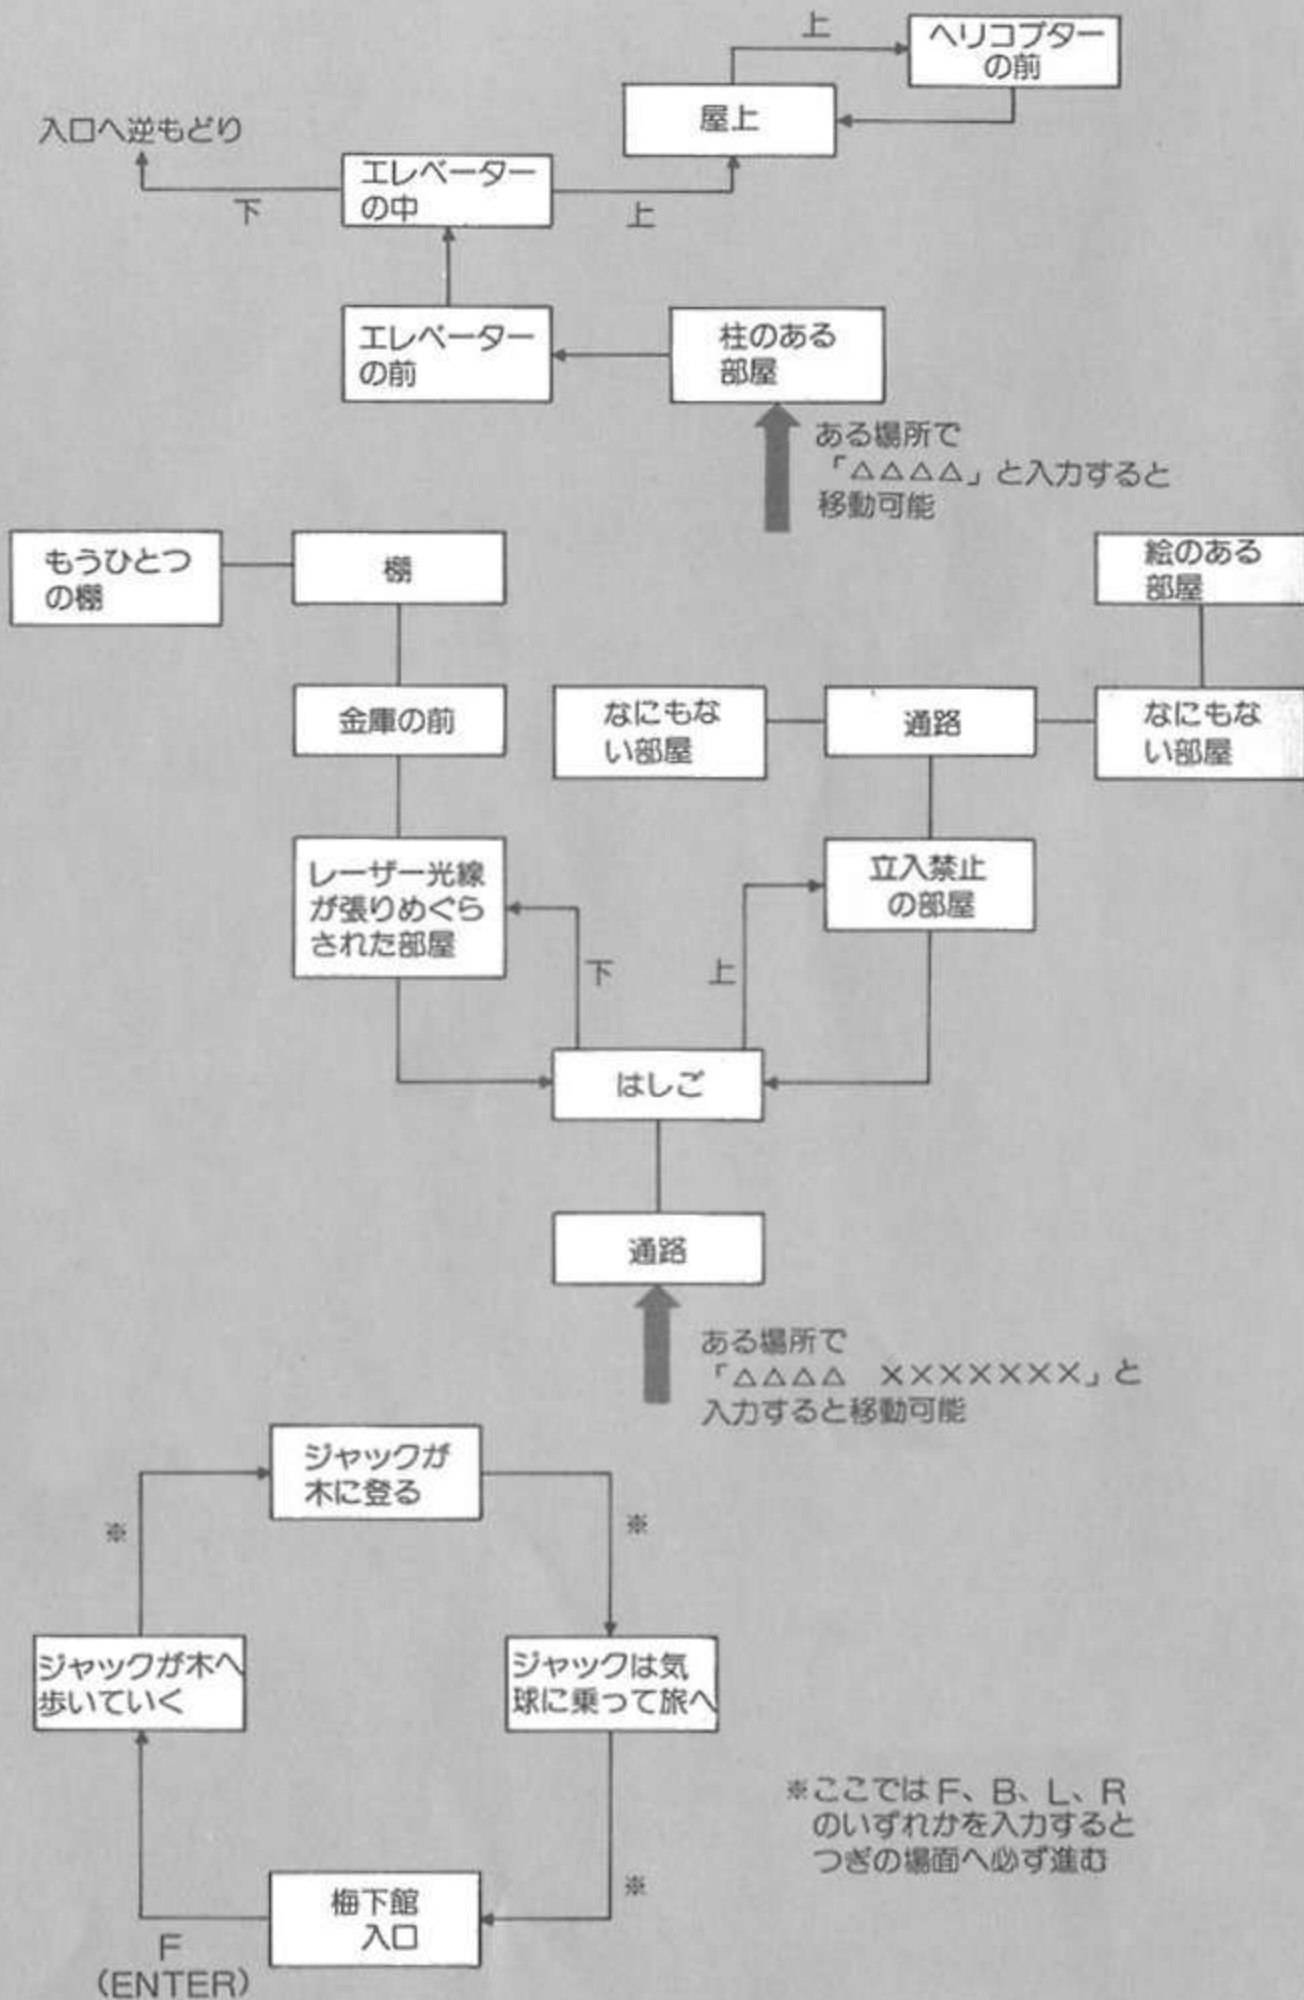 上
ヘリコプター
の前
屋上
入口へ逆もどり
エレベーター
の中
下
上
エレベーター
の前
柱のある
部屋
ある場所で
「△△△△」と入力すると
移動可能
もうひとつ
の棚
棚
絵のある
部屋
金庫の前
なにもな
い部屋
通路
なにもな
い部屋
レーザー光線
が張りめぐら
された部屋
立入禁止
の部屋
下
上
はしご
通路
ある場所で
「△△△△ ×××××××」と
入力すると移動可能
ジャックが
木に登る
※
※
ジャックが木へ
歩いていく
ジャックは気
球に乗って旅へ
※ここではF、B、L、R
のいずれかを入力すると
つぎの場面へ必ず進む
※
梅下館
入口
F
(ENTER)